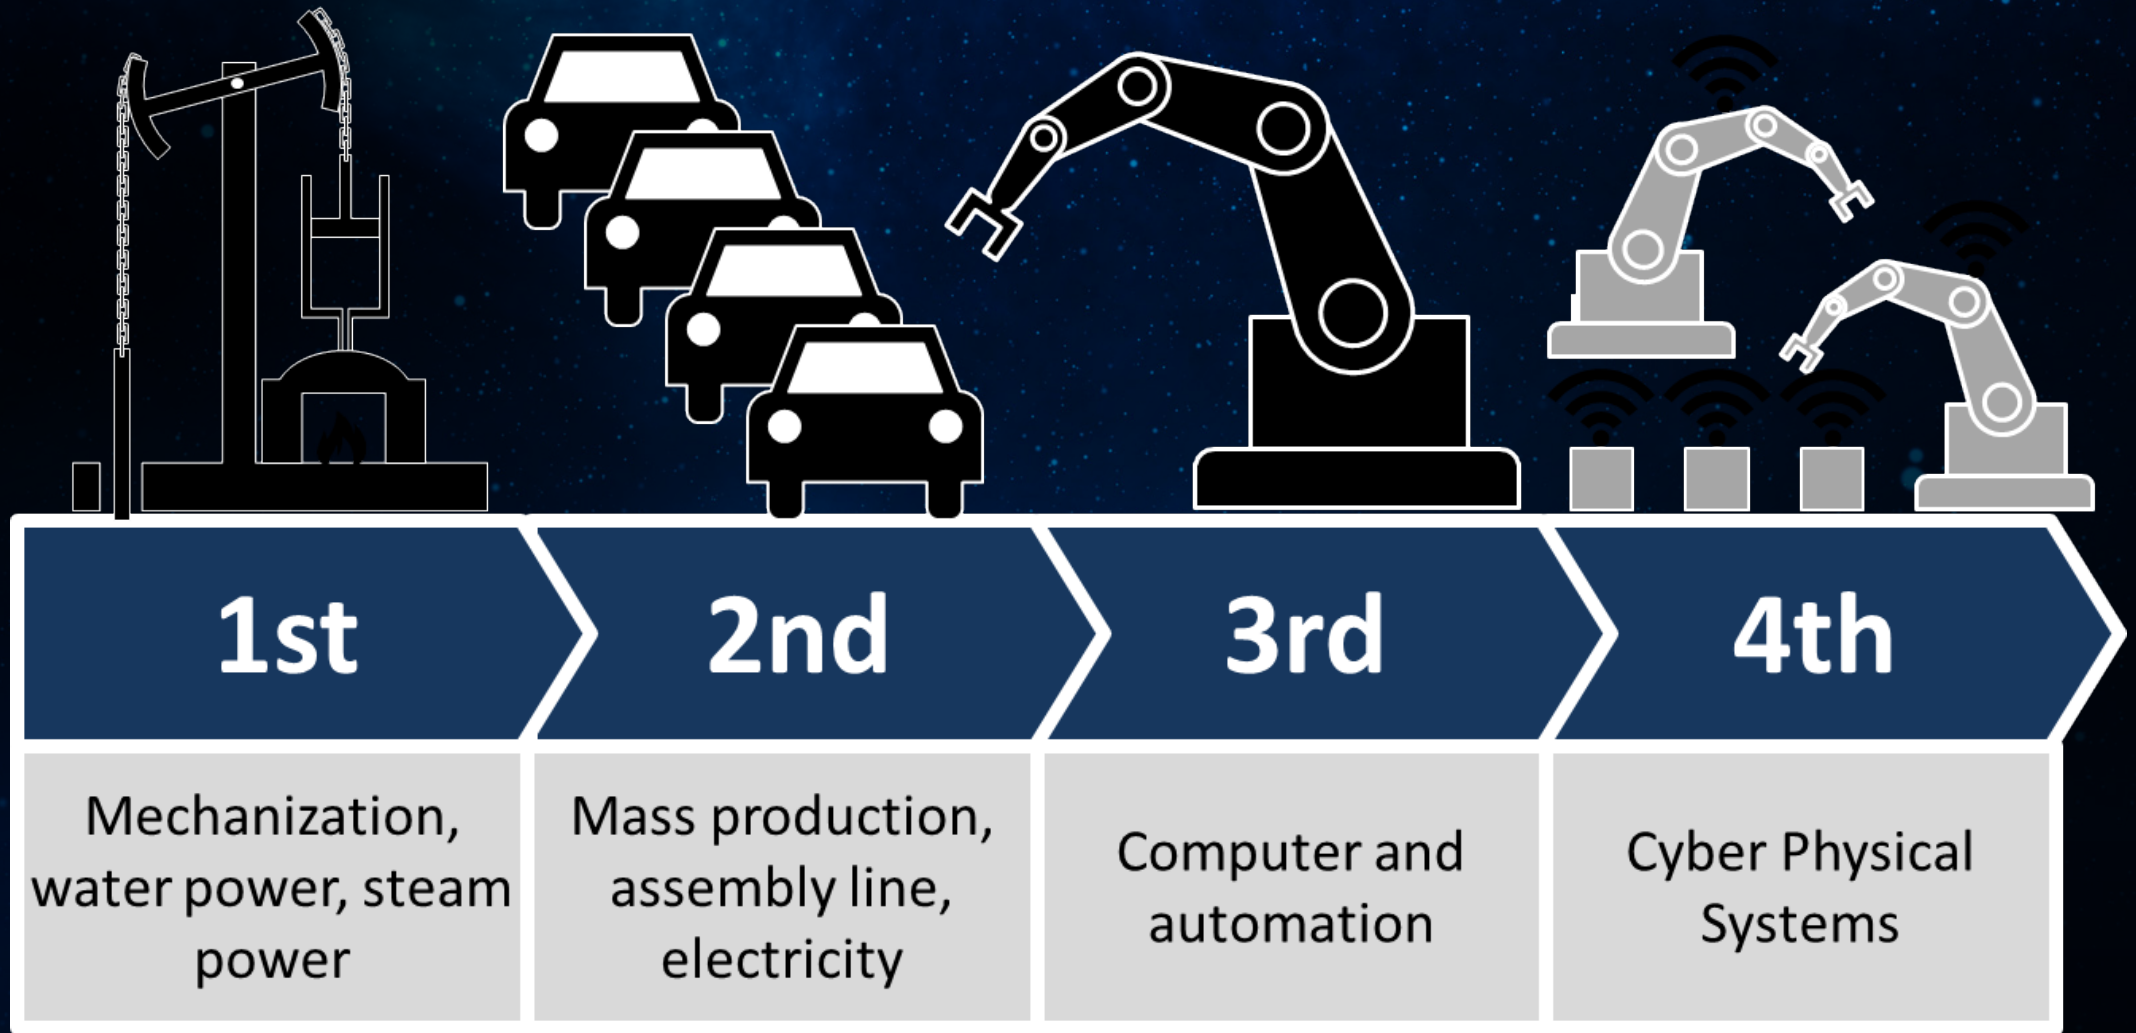 1st
2nd
3rd
4th
Mechanization,
water power, steam
power
Mass production,
assembly line,
electricity
Computer and
automation
Cyber Physical
Systems